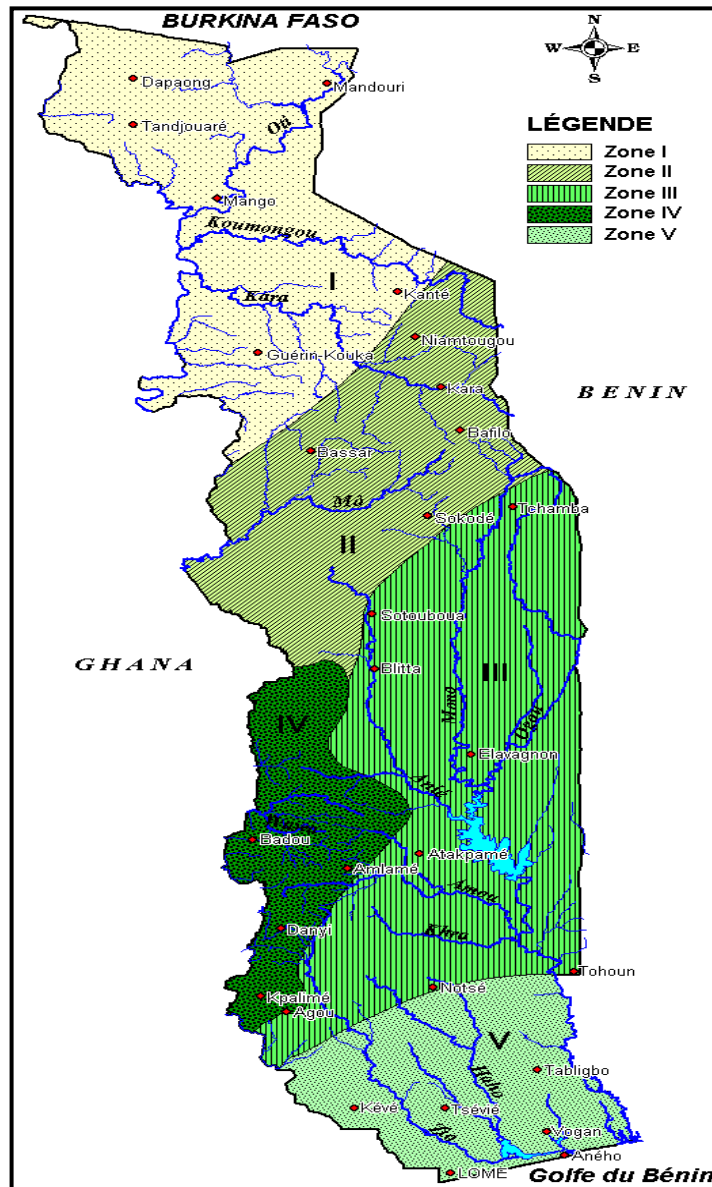 BURKINA FASO
N
W E
S
Dapaong
Mandouri
Oti
Tandjouaré
LÉGENDE
Zone I
Zone II
Zone III
Zone IV
Zone V
Mango
Koumongou
I
Kanté
Kara
Niamtougou
Guérin-Kouka
Kara
BENIN
Bafilo
Bassar
Mô
Tchamba
Sokodé
II
Sotouboua
GHANA
Blitta
III
Mono
Ogou
IV
Elavagnon
Anié
Badou
Atakpamé
Amlamé
Amou
Danyi
Khra
Tohoun
Notsé
Kpalimé
Agou
V
Tabligbo
Haho
Kévé
Tsévié
Zio
Vogan
Aného
LOMÉ
Golfe du Bénin